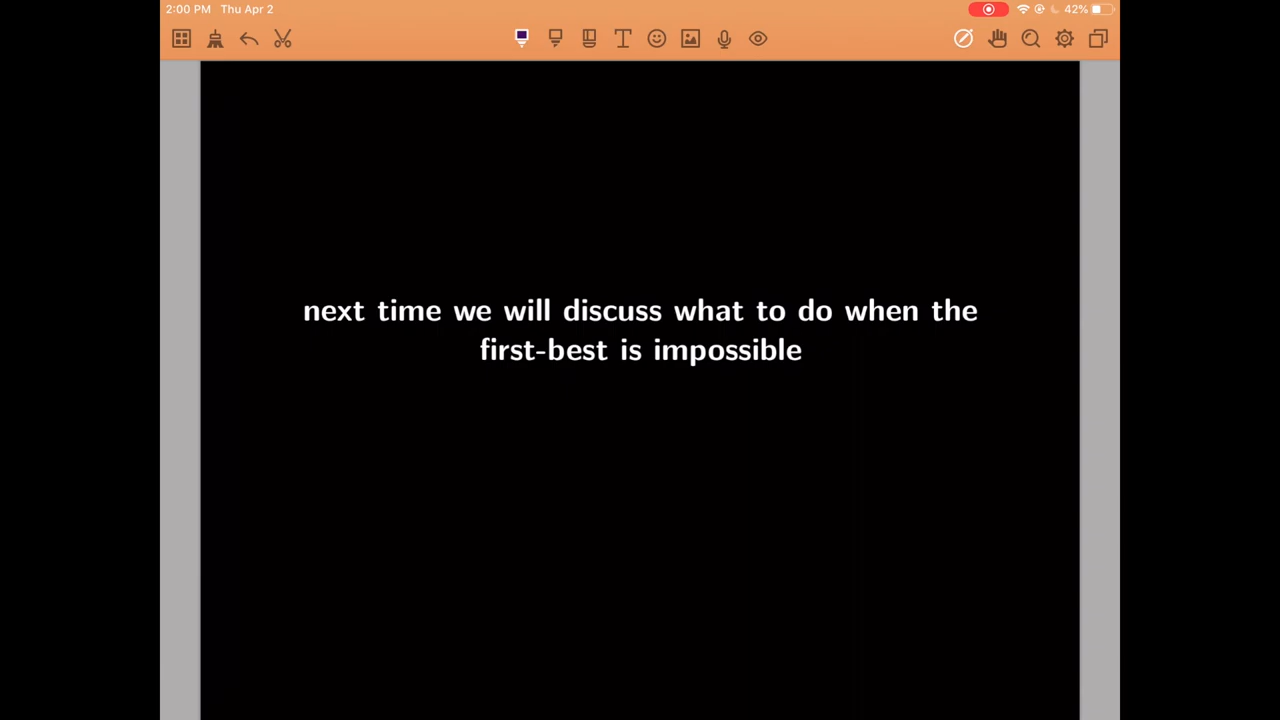 2:00 PM Thu Apr 2 42%
next time we will discuss what to do when the
first-best is impossible